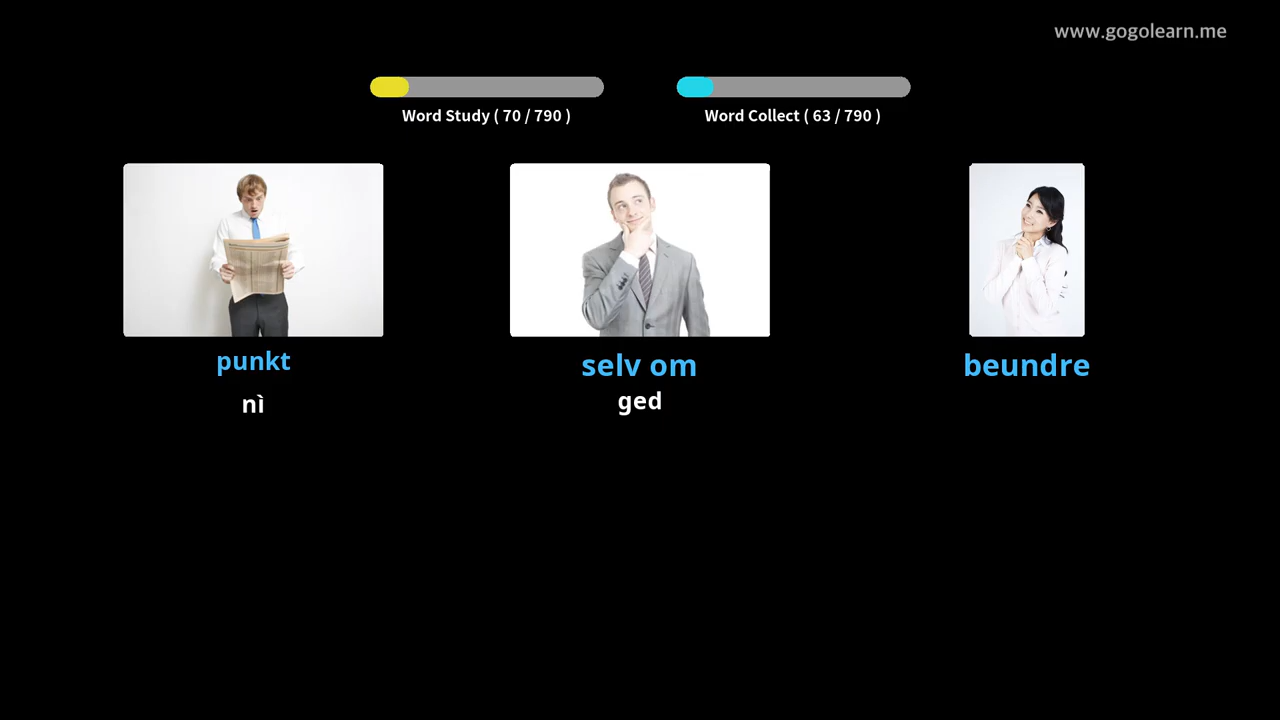 www.gogolearn.me
Word Study ( 70 / 790 )
Word Collect ( 63 / 790 )
punkt
nì
selv om
ged
beundre